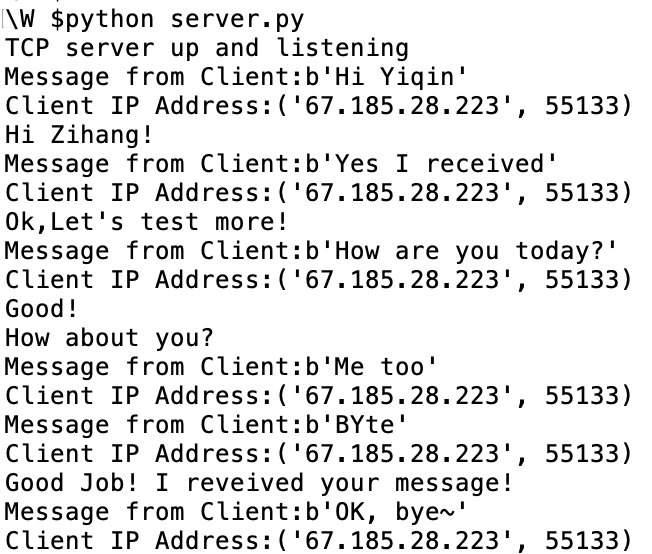 \W $python server.py
TCP server up and listening
Message from Client:b'Hi Yiqin'
Client IP Address:('67.185.28.223', 55133)
Hi Zihang!
Message from Client:b'Yes I received'
Client IP Address:('67.185.28.223', 55133)
Ok,Let's test more!
Message from Client:b'How are you today?'
Client IP Address:('67.185.28.223', 55133)
Good!
How about you?
Message from Client:b'Me too'
Client IP Address:('67.185.28.223', 55133)
Message from Client:b'BYte'
Client IP Address:('67.185.28.223', 55133)
Good Job! I reveived your message!
Message from Client:b'OK, bye~'
Client IP Address:('67.185.28.223', 55133)